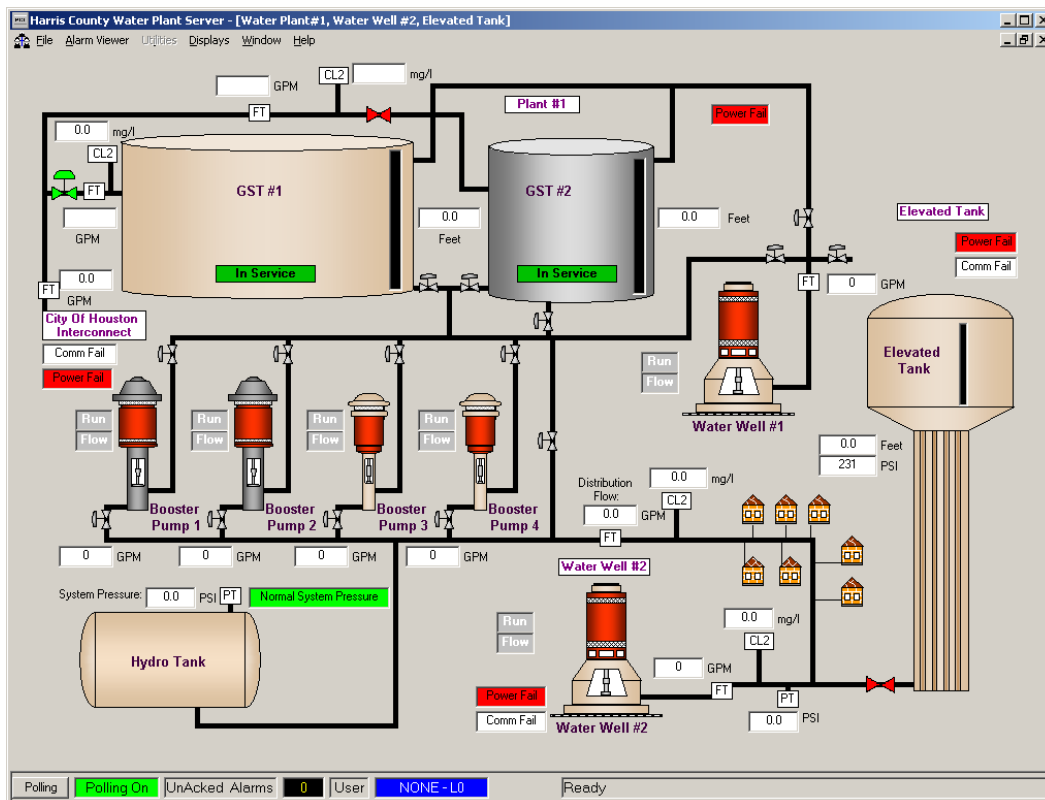 Harris County Water Plant Server - [Water Plant#1, Water Well #2, Elevated Tank]
File Alarm Viewer Utilities Displays Window Help
GPM
CL2
mg/l
FT
Plant #1
Power Fail
0.0 mg/l
CL2
FT
GPM
GST #1
In Service
0.0
Feet
GST #2
In Service
0.0 Feet
Elevated Tank
Power Fail
Comm Fail
FT
0 GPM
0.0
FT
GPM
City Of Houston
Interconnect
Comm Fail
Power Fail
Run
Flow
Run
Flow
Run
Flow
Run
Flow
Run
Flow
Water Well #1
Elevated
Tank
0.0 Feet
231 PSI
Booster
Pump 1
Booster
Pump 2
Booster
Pump 3
Booster
Pump 4
0 GPM
0 GPM
0 GPM
0 GPM
Distribution
Flow:
0.0 GPM
FT
0.0 mg/l
CL2
System Pressure: 0.0 PSI PT Normal System Pressure
Hydro Tank
Water Well #2
Run
Flow
Power Fail
Comm Fail
Water Well #2
0 GPM
FT
0.0 mg/l
CL2
PT
0.0 PSI
Polling Polling On UnAcked Alarms 0 User NONE - L0 Ready